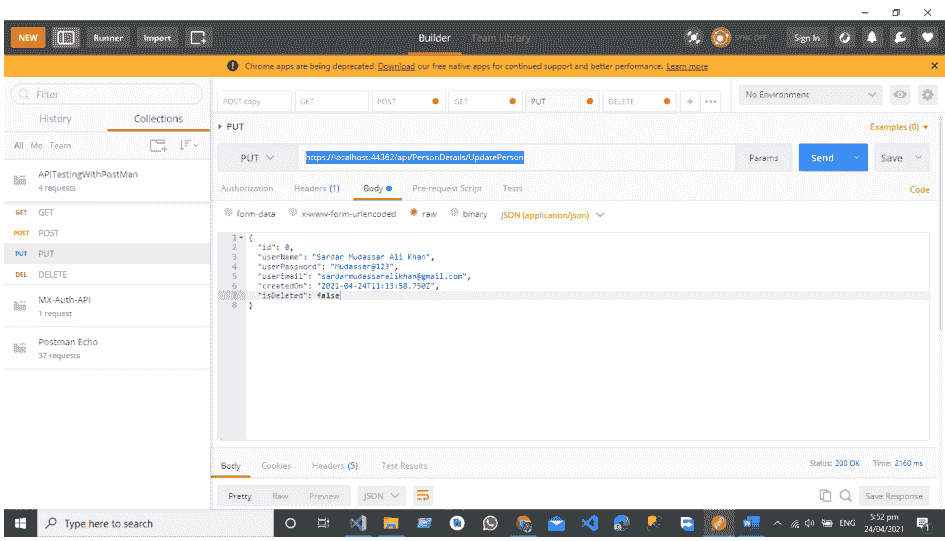 NEW Runner Import Builder Team Library SYNC OFF Sign In
Chrome apps are being deprecated. Download our free native apps for continued support and better performance. Learn more
Filter
History Collections
All Me Team
APITestingWithPostMan
4 requests
GET GET
POST POST
PUT PUT
DEL DELETE
MX-Auth-API
1 request
Postman Echo
37 requests
POST copy GET POST GET PUT DELETE + ••• No Environment
PUT Examples (0)
PUT https://localhost:44362/api/PersonDetails/UpdatePerson Params Send Save
Authorization Headers (1) Body Pre-request Script Tests Code
form-data x-www-form-urlencoded raw binary JSON (application/json)
1 {
2 "id": 0,
3 "userName": "Sardar Mudassar Ali Khan",
4 "userPassword": "Mudassar@123",
5 "userEmail": "sardarmudassaralikhan@gmail.com",
6 "createdOn": "2021-04-24T11:13:58.750Z",
7 "isDeleted": false
8 }
Body Cookies Headers (5) Test Results Status: 200 OK Time: 2160 ms
Pretty Raw Preview JSON Save Response
Type here to search ENG 5:52 pm
24/04/2021